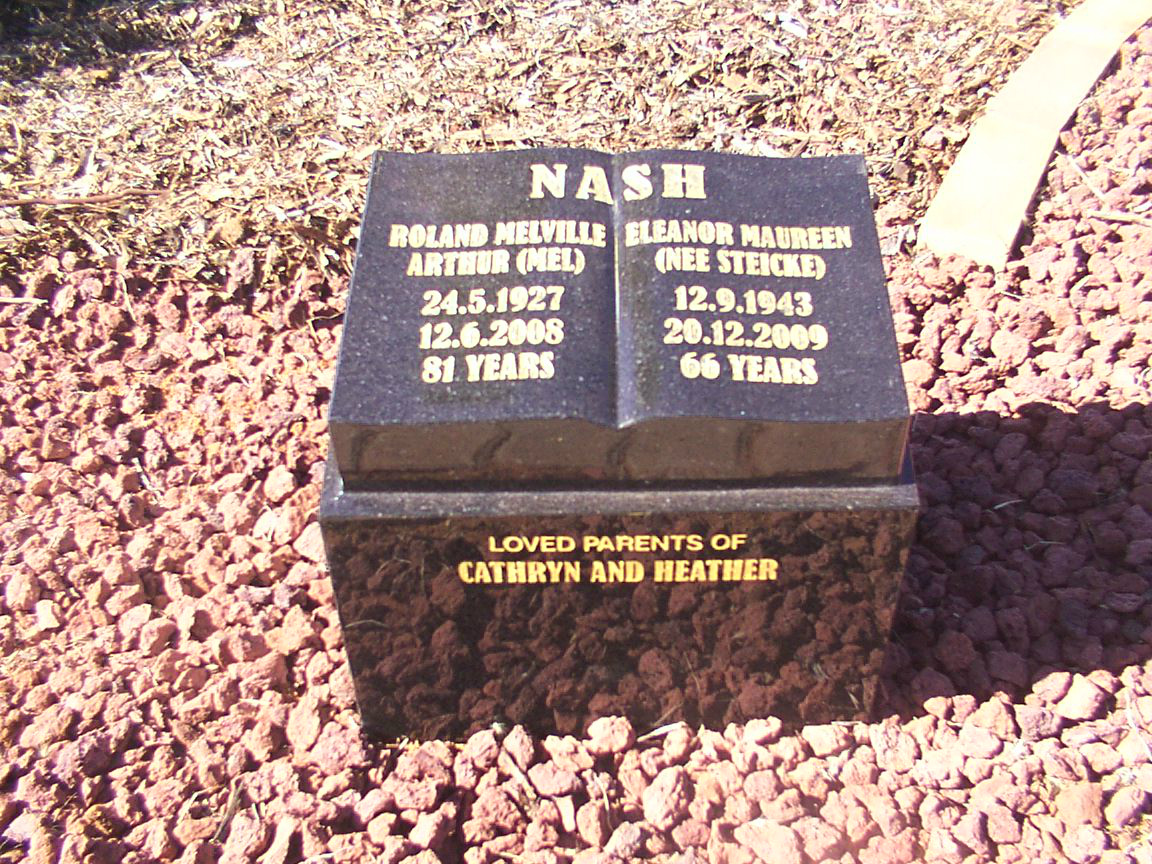 NASH
ROLAND MELVILLE
ARTHUR (MEL)
24.5.1927
12.6.2008
81 YEARS
ELEANOR MAUREEN
(NEE STEICKE)
12.9.1943
20.12.2009
66 YEARS
LOVED PARENTS OF
CATHRYN AND HEATHER